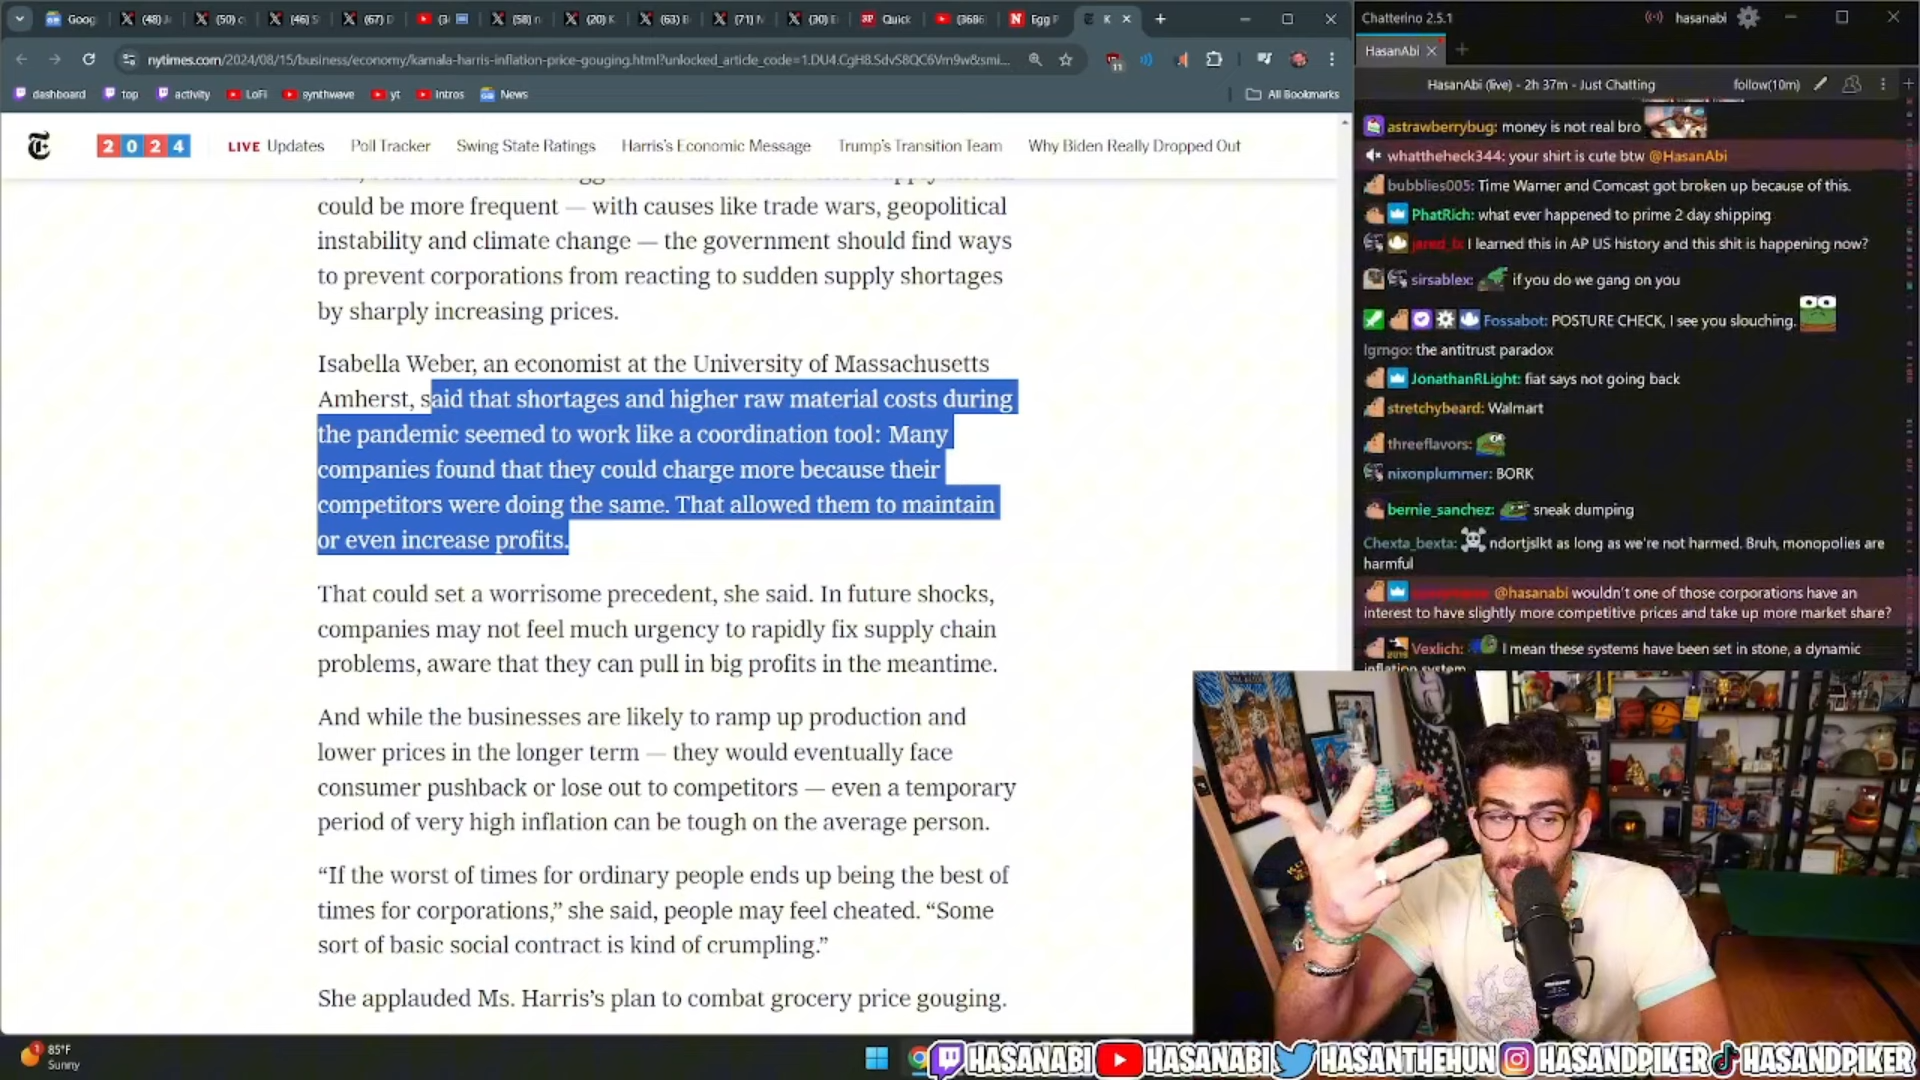 Goog
(48)
(50)
(46) S
(67) D
(58)
(20) K
(63)
(71)
(30) E
Quick
(3686
Egg P
K
nytimes.com/2024/08/15/business/economy/kamala-harris-inflation-price-gouging.html?unlocked_article_code=1.DU4.CgH8.SdvS8QC6Vm9w&smi...
11
dashboard
top
activity
LoFi
synthwave
yt
Intros
News
All Bookmarks
2024
LIVE Updates
Poll Tracker
Swing State Ratings
Harris's Economic Message
Trump's Transition Team
Why Biden Really Dropped Out
could be more frequent — with causes like trade wars, geopolitical
instability and climate change — the government should find ways
to prevent corporations from reacting to sudden supply shortages
by sharply increasing prices.
Isabella Weber, an economist at the University of Massachusetts
Amherst, said that shortages and higher raw material costs during
the pandemic seemed to work like a coordination tool: Many
companies found that they could charge more because their
competitors were doing the same. That allowed them to maintain
or even increase profits.
That could set a worrisome precedent, she said. In future shocks,
companies may not feel much urgency to rapidly fix supply chain
problems, aware that they can pull in big profits in the meantime.
And while the businesses are likely to ramp up production and
lower prices in the longer term — they would eventually face
consumer pushback or lose out to competitors — even a temporary
period of very high inflation can be tough on the average person.
“If the worst of times for ordinary people ends up being the best of
times for corporations,” she said, people may feel cheated. “Some
sort of basic social contract is kind of crumpling.”
She applauded Ms. Harris’s plan to combat grocery price gouging.
Chatterino 2.5.1
hasanabi
HasanAbi
HasanAbi (live) - 2h 37m - Just Chatting
follow(10m)
astrawberrybug: money is not real bro
whattheheck344: your shirt is cute btw @HasanAbi
bubblies005: Time Warner and Comcast got broken up because of this.
PhatRich: what ever happened to prime 2 day shipping
I learned this in AP US history and this shit is happening now?
sirsablex: if you do we gang on you
Fossabot: POSTURE CHECK, I see you slouching.
lgrngo: the antitrust paradox
JonathanRLight: fiat says not going back
stretchybeard: Walmart
threeflavors:
nixonplummer: BORK
bernie_sanchez: sneak dumping
Chexta_bexta: ndortjslkt as long as we're not harmed. Bruh, monopolies are
harmful
@hasanabi wouldn't one of those corporations have an
interest to have slightly more competitive prices and take up more market share?
Vexlich: I mean these systems have been set in stone, a dynamic
inflation system
1
85°F
Sunny
HASANABI
HASANABI
HASANTHEHUN
HASANDPIKER
HASANDPIKER